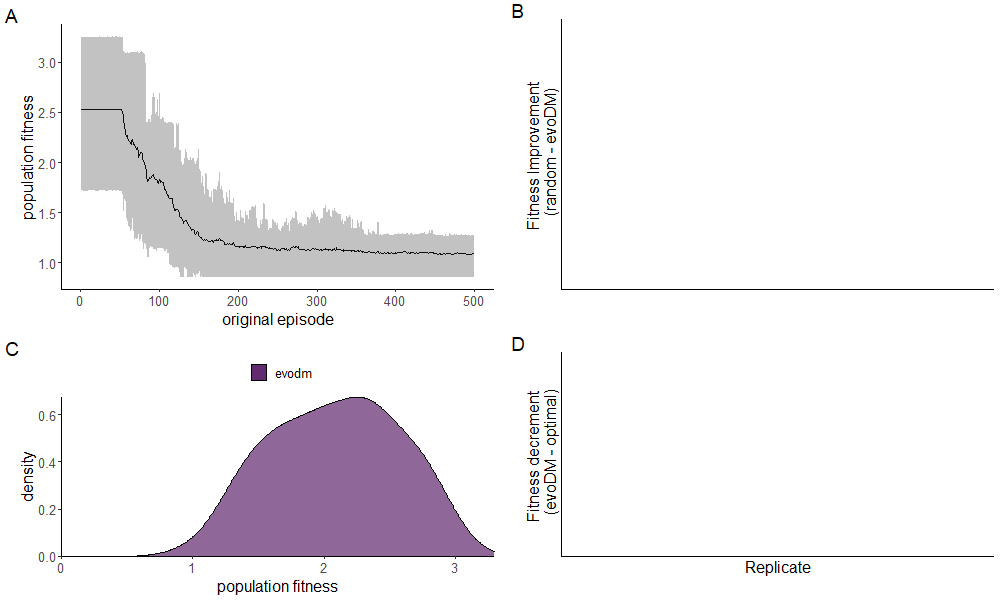 A
population fitness
3.0
2.5
2.0
1.5
1.0
0
100
200
300
400
500
original episode
B
Fitness Improvement
(random - evoDM)
C
evodm
density
0.6
0.4
0.2
0.0
0
1
2
3
population fitness
D
Fitness decrement
(evoDM - optimal)
Replicate